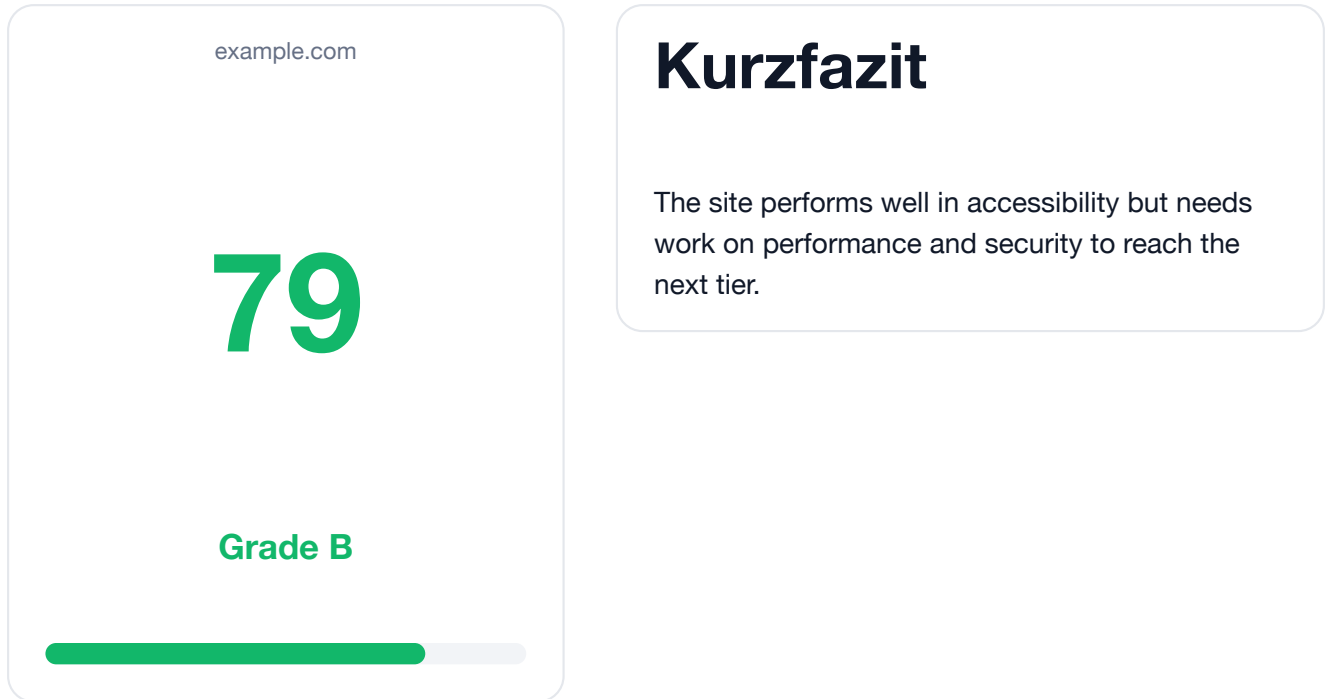 example.com
79
Grade B
Kurzfazit
The site performs well in accessibility but needs
work on performance and security to reach the
next tier.